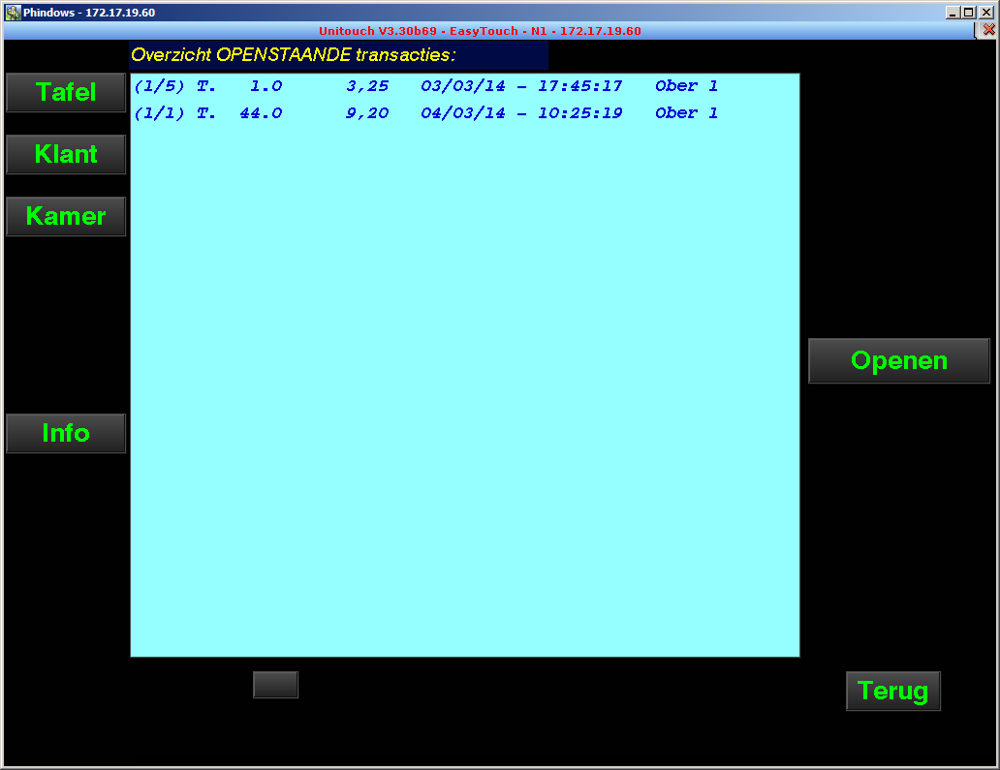 Phindows - 172.17.19.60
Unitouch V3.30b69 - EasyTouch - N1 - 172.17.19.60
Overzicht OPENSTAANDE transacties:
Tafel
(1/5) T. 1.0 3,25 03/03/14 - 17:45:17 Ober 1
(1/1) T. 44.0 9,20 04/03/14 - 10:25:19 Ober 1
Klant
Kamer
Openen
Info
Terug